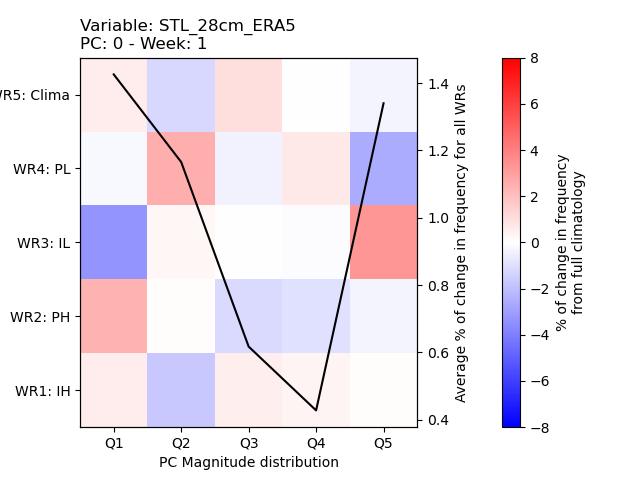 Variable: STL_28cm_ERA5
PC: 0 - Week: 1
WR5: Clima
WR4: PL
WR3: IL
WR2: PH
WR1: IH
Q1 Q2 Q3 Q4 Q5
PC Magnitude distribution
1.4
1.2
1.0
0.8
0.6
0.4
Average % of change in frequency for all WRs
8
6
4
2
0
−2
−4
−6
−8
% of change in frequency
from full climatology